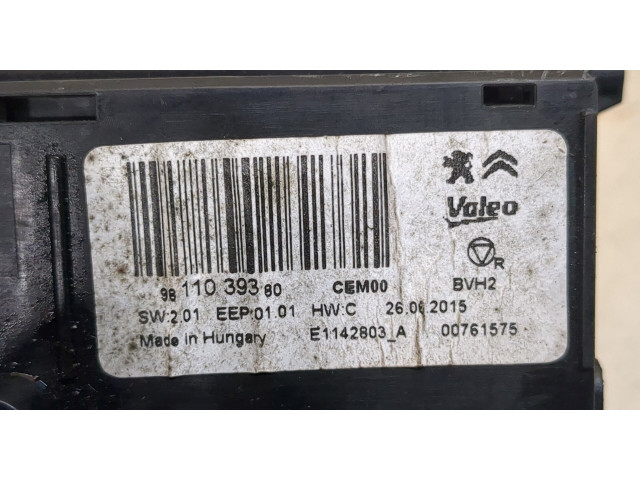 Valeo
R
98 110 393 80 CEM00 BVH2
SW:2.01 EEP:01.01 HW:C 26.06.2015
Made in Hungary E1142803_A 00761575